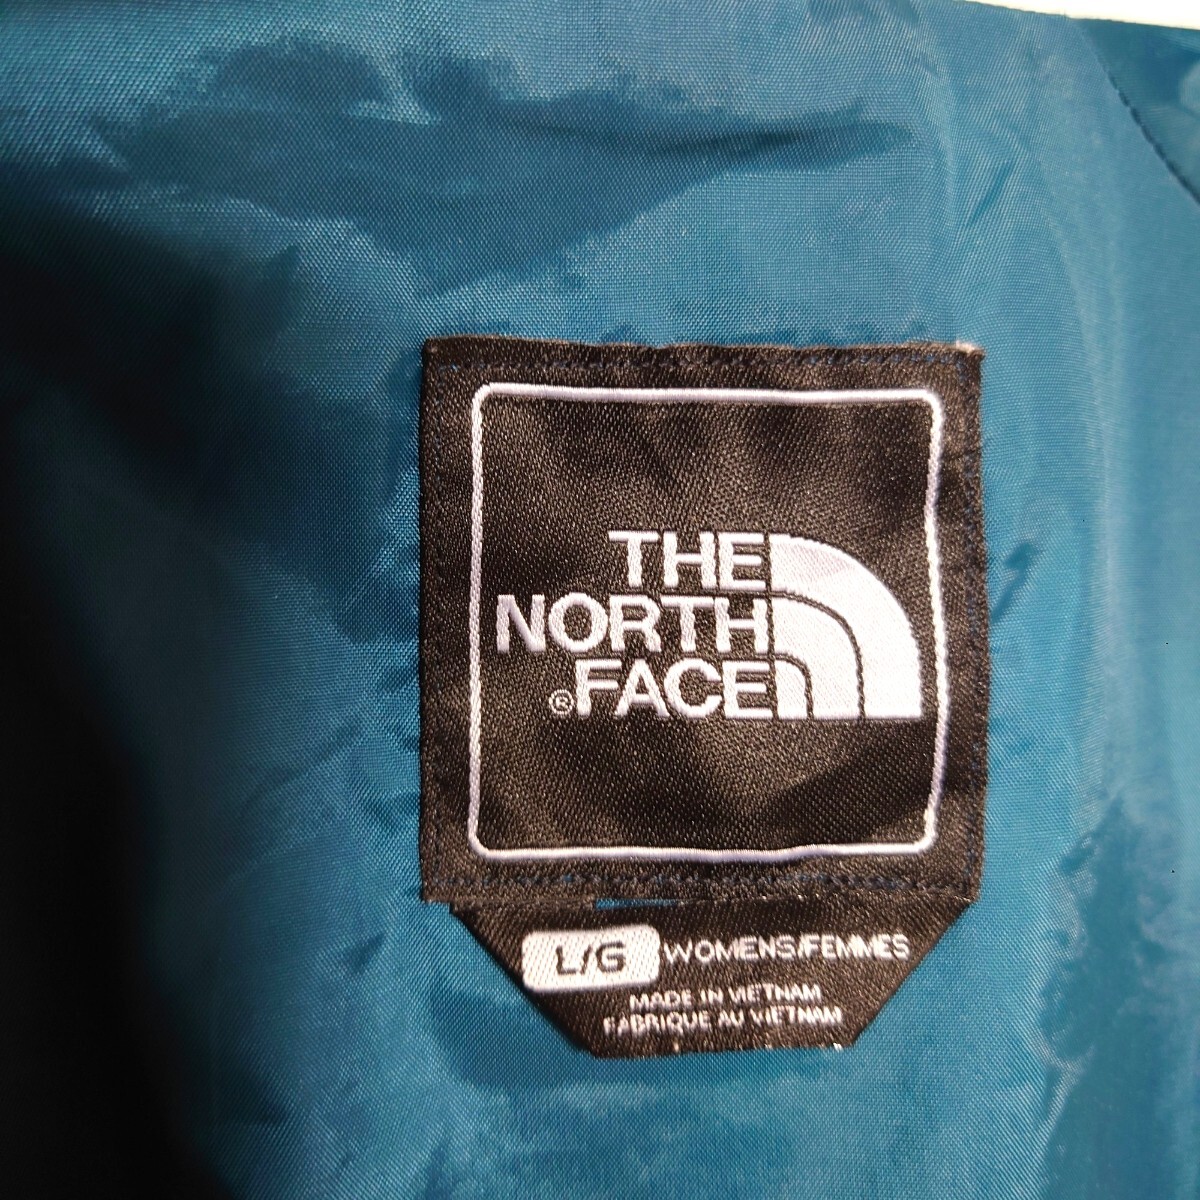 THE
NORTH
®FACE
L/G WOMENS/FEMMES
MADE IN VIETNAM
FABRIQUE AU VIETNAM